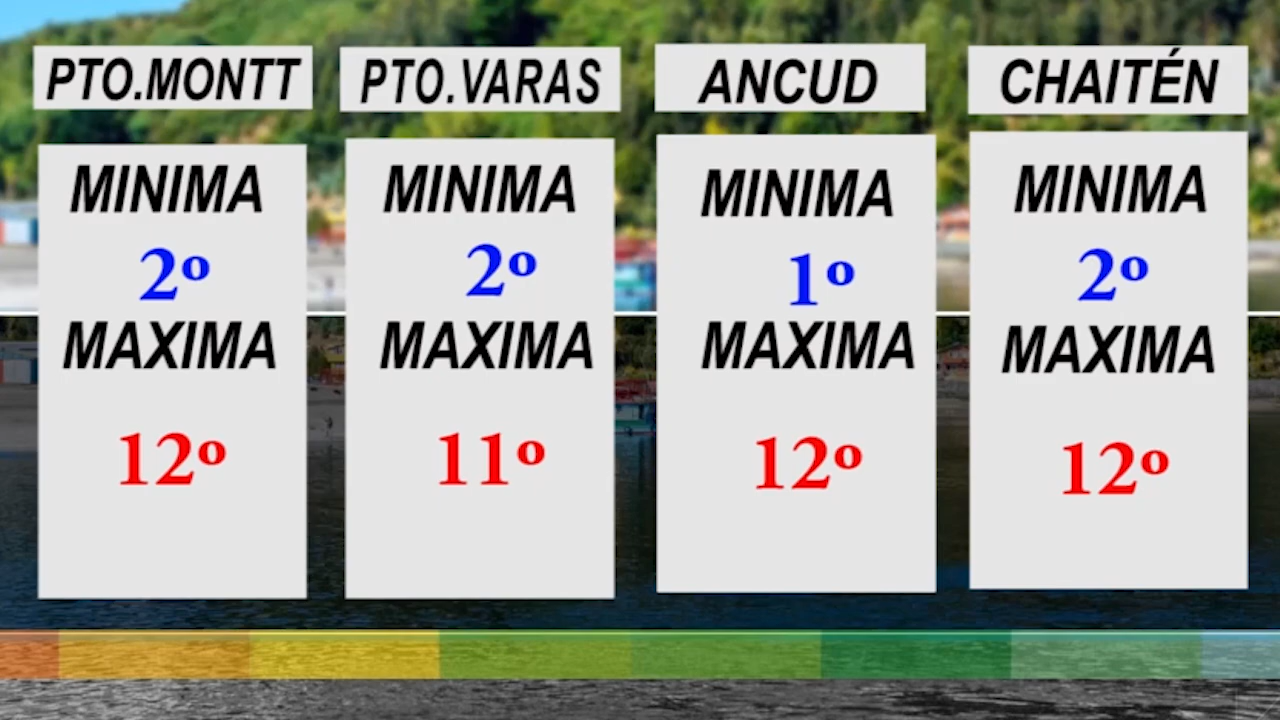 PTO.MONTT
MINIMA
2º
MAXIMA
12º
PTO.VARAS
MINIMA
2º
MAXIMA
11º
ANCUD
MINIMA
1º
MAXIMA
12º
CHAITÉN
MINIMA
2º
MAXIMA
12º